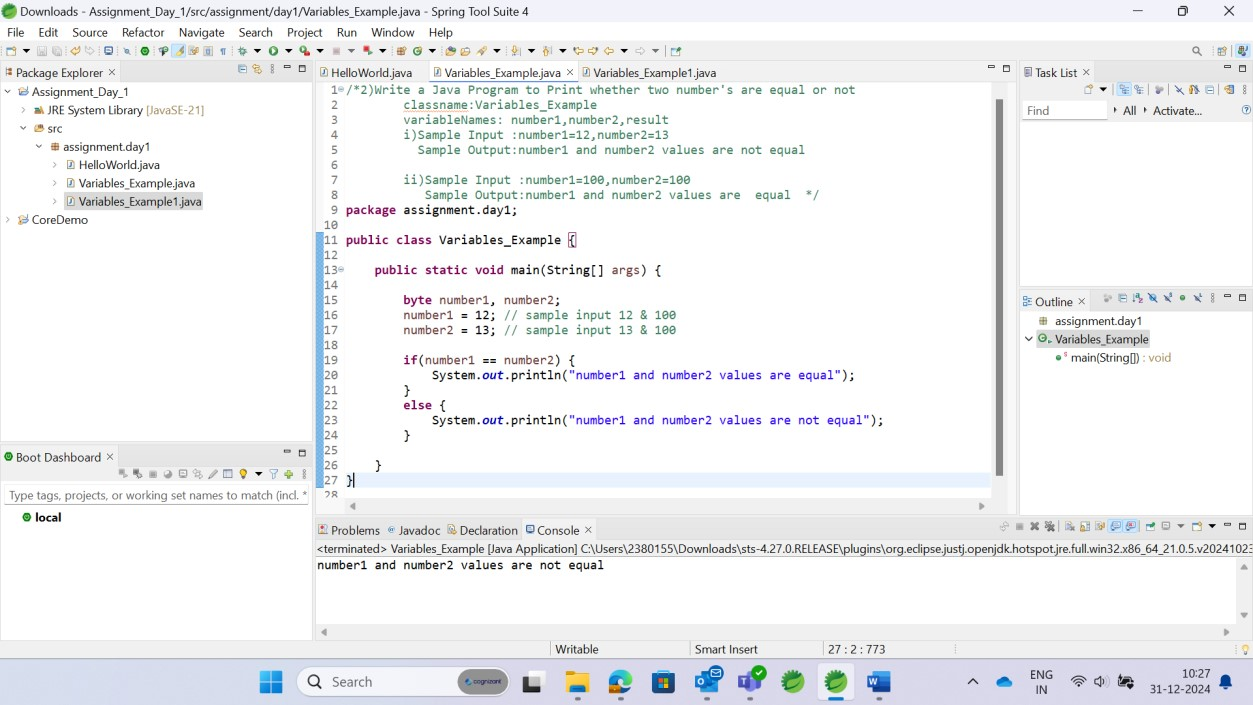 Downloads - Assignment_Day_1/src/assignment/day1/Variables_Example.java - Spring Tool Suite 4
File Edit Source Refactor Navigate Search Project Run Window Help
Package Explorer
Assignment_Day_1
JRE System Library [JavaSE-21]
src
assignment.day1
HelloWorld.java
Variables_Example.java
Variables_Example1.java
CoreDemo
Boot Dashboard
Type tags, projects, or working set names to match (incl. *
local
HelloWorld.java Variables_Example.java Variables_Example1.java
1 /*2)Write a Java Program to Print whether two number's are equal or not
2 classname:Variables_Example
3 variableNames: number1,number2,result
4 i)Sample Input :number1=12,number2=13
5 Sample Output:number1 and number2 values are not equal
6
7 ii)Sample Input :number1=100,number2=100
8 Sample Output:number1 and number2 values are  equal  */
9 package assignment.day1;
10
11 public class Variables_Example {
12
13 public static void main(String[] args) {
14
15 byte number1, number2;
16 number1 = 12; // sample input 12 & 100
17 number2 = 13; // sample input 13 & 100
18
19 if(number1 == number2) {
20 System.out.println("number1 and number2 values are equal");
21 }
22 else {
23 System.out.println("number1 and number2 values are not equal");
24 }
25
26 }
27 }
28
Problems Javadoc Declaration Console
<terminated> Variables_Example [Java Application] C:\Users\2380155\Downloads\sts-4.27.0.RELEASE\plugins\org.eclipse.justj.openjdk.hotspot.jre.full.win32.x86_64_21.0.5.v20241023
number1 and number2 values are not equal
Task List
Find All Activate...
Outline
assignment.day1
Variables_Example
main(String[]) : void
Writable Smart Insert 27 : 2 : 773
Search cognizant
ENG
IN
10:27
31-12-2024